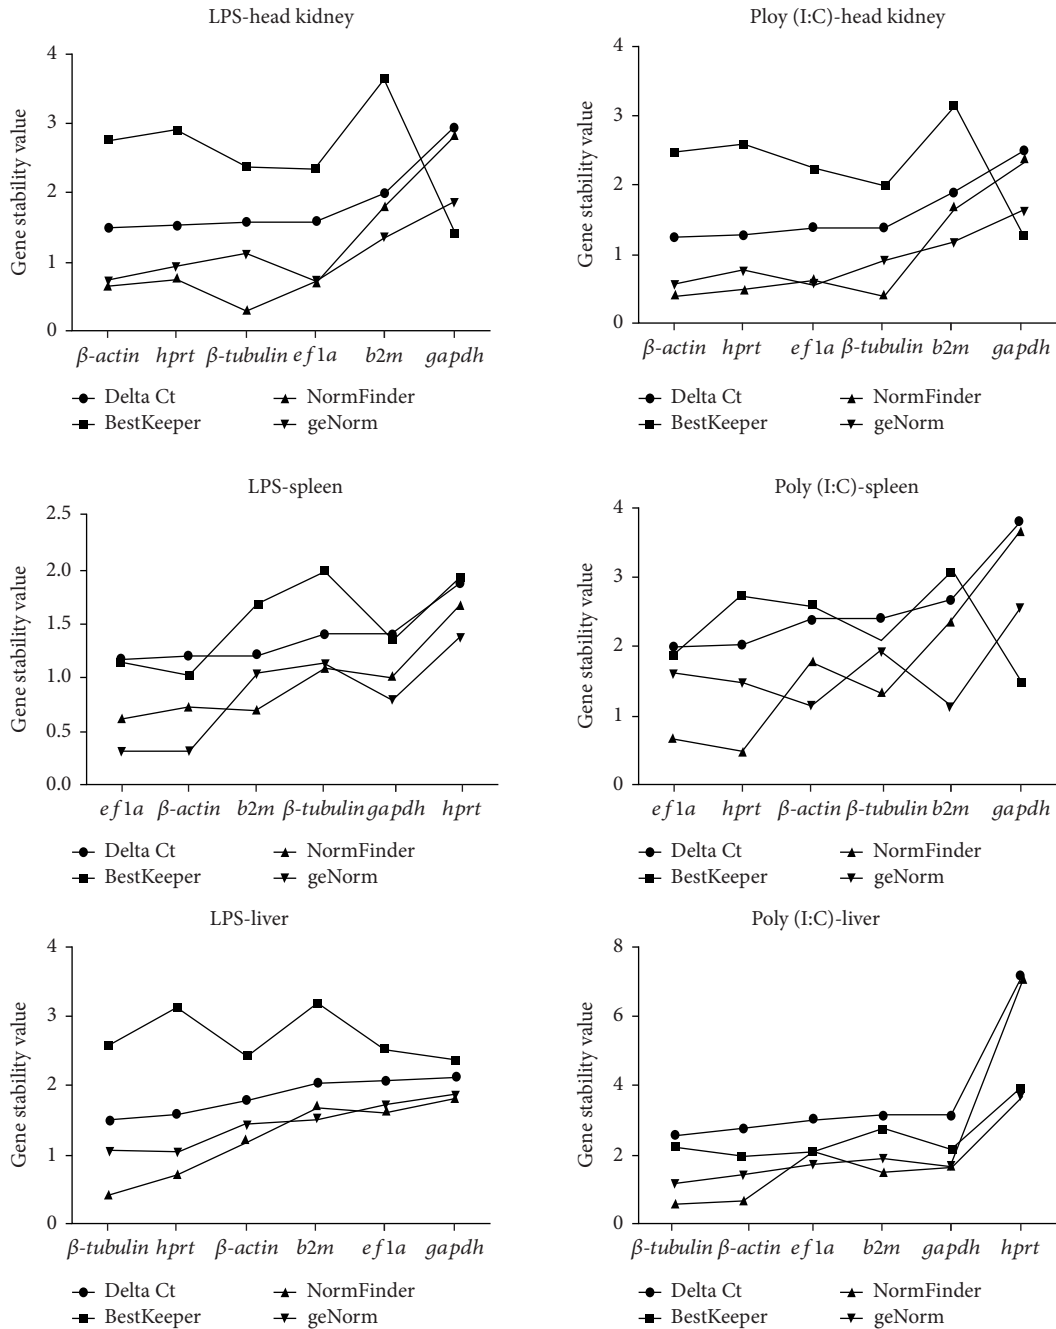 LPS-head kidney
4
3
2
1
0
Gene stability value
β-actin hprt β-tubulin ef1a b2m gapdh
Delta Ct NormFinder
BestKeeper geNorm
Ploy (I:C)-head kidney
4
3
2
1
0
Gene stability value
β-actin hprt ef1a β-tubulin b2m gapdh
Delta Ct NormFinder
BestKeeper geNorm
LPS-spleen
2.5
2.0
1.5
1.0
0.5
0.0
Gene stability value
ef1a β-actin b2m β-tubulin gapdh hprt
Delta Ct NormFinder
BestKeeper geNorm
Poly (I:C)-spleen
4
3
2
1
0
Gene stability value
ef1a hprt β-actin β-tubulin b2m gapdh
Delta Ct NormFinder
BestKeeper geNorm
LPS-liver
4
3
2
1
0
Gene stability value
β-tubulin hprt β-actin b2m ef1a gapdh
Delta Ct NormFinder
BestKeeper geNorm
Poly (I:C)-liver
8
6
4
2
0
Gene stability value
β-tubulin β-actin ef1a b2m gapdh hprt
Delta Ct NormFinder
BestKeeper geNorm